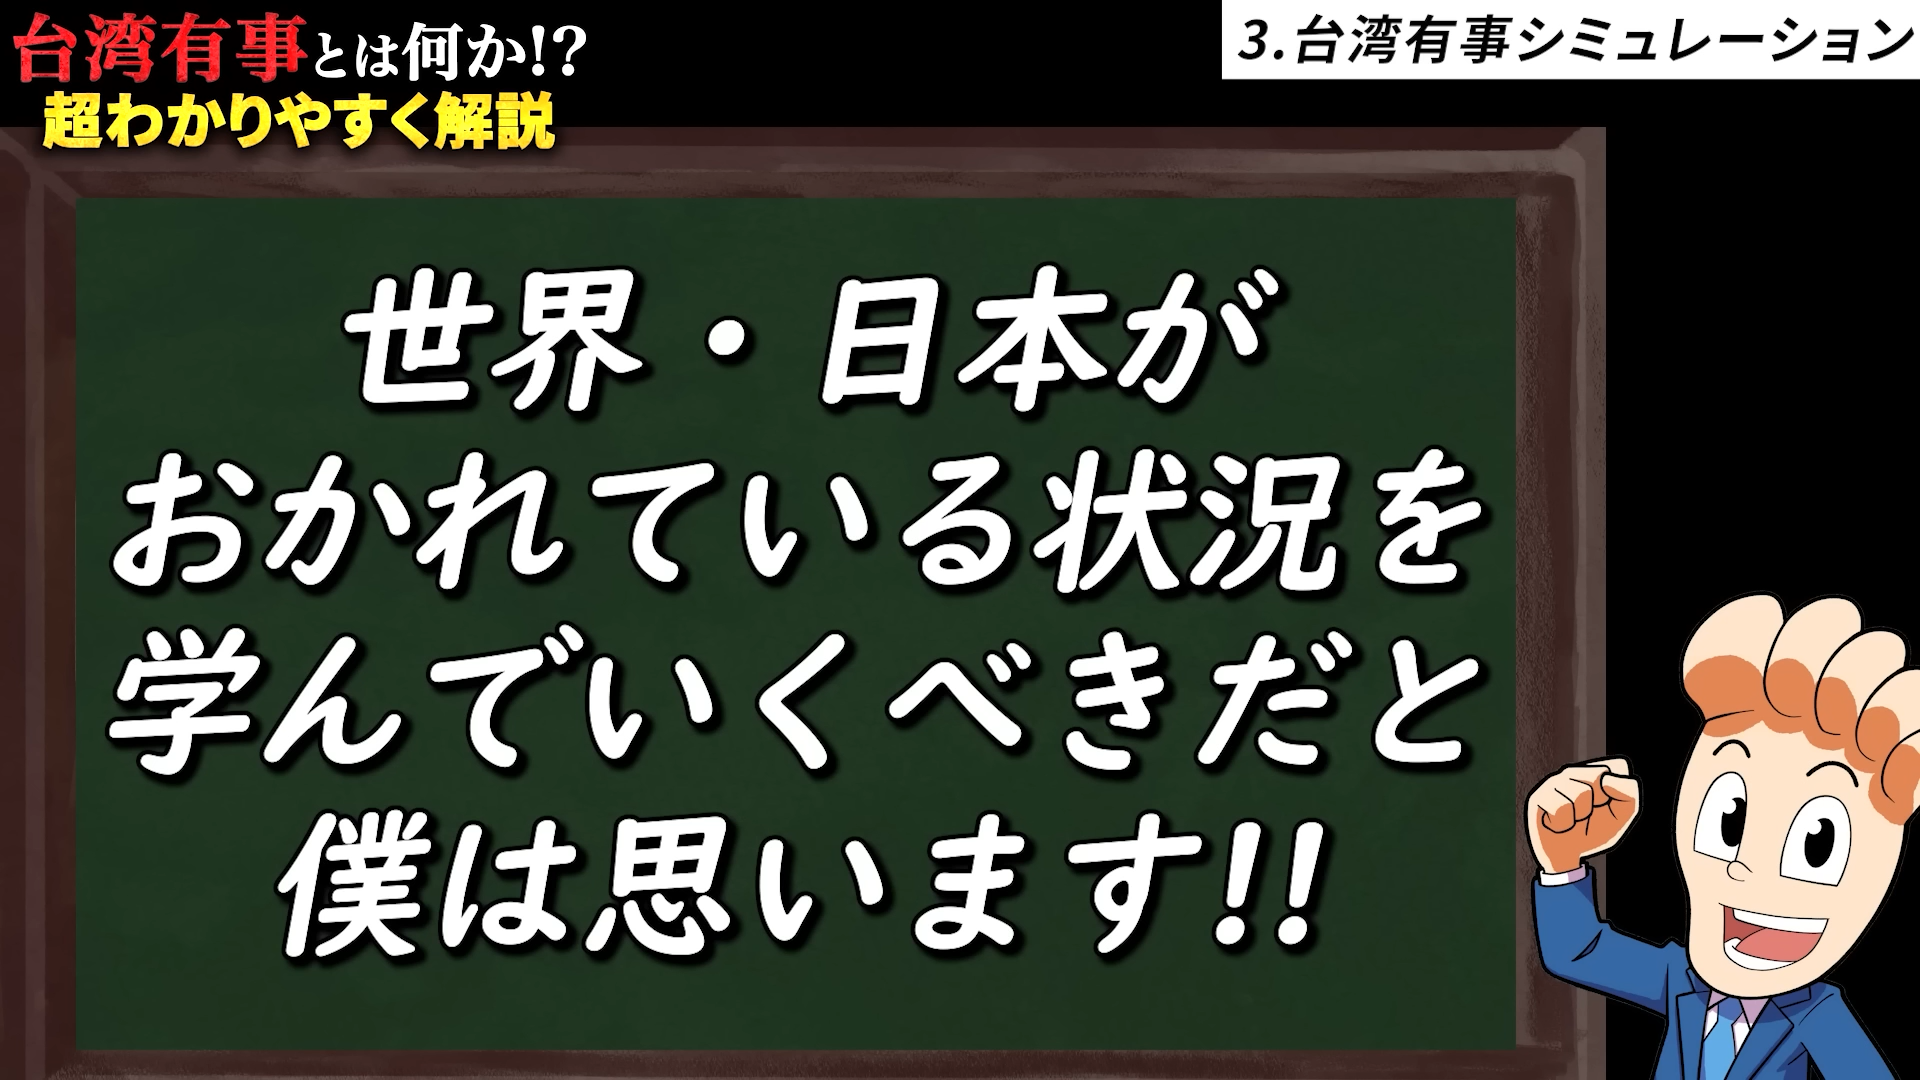 台湾有事とは何か!?
超わかりやすく解説
3.台湾有事シミュレーション
世界・日本が
おかれている状況を
学んでいくべきだと
僕は思います!!